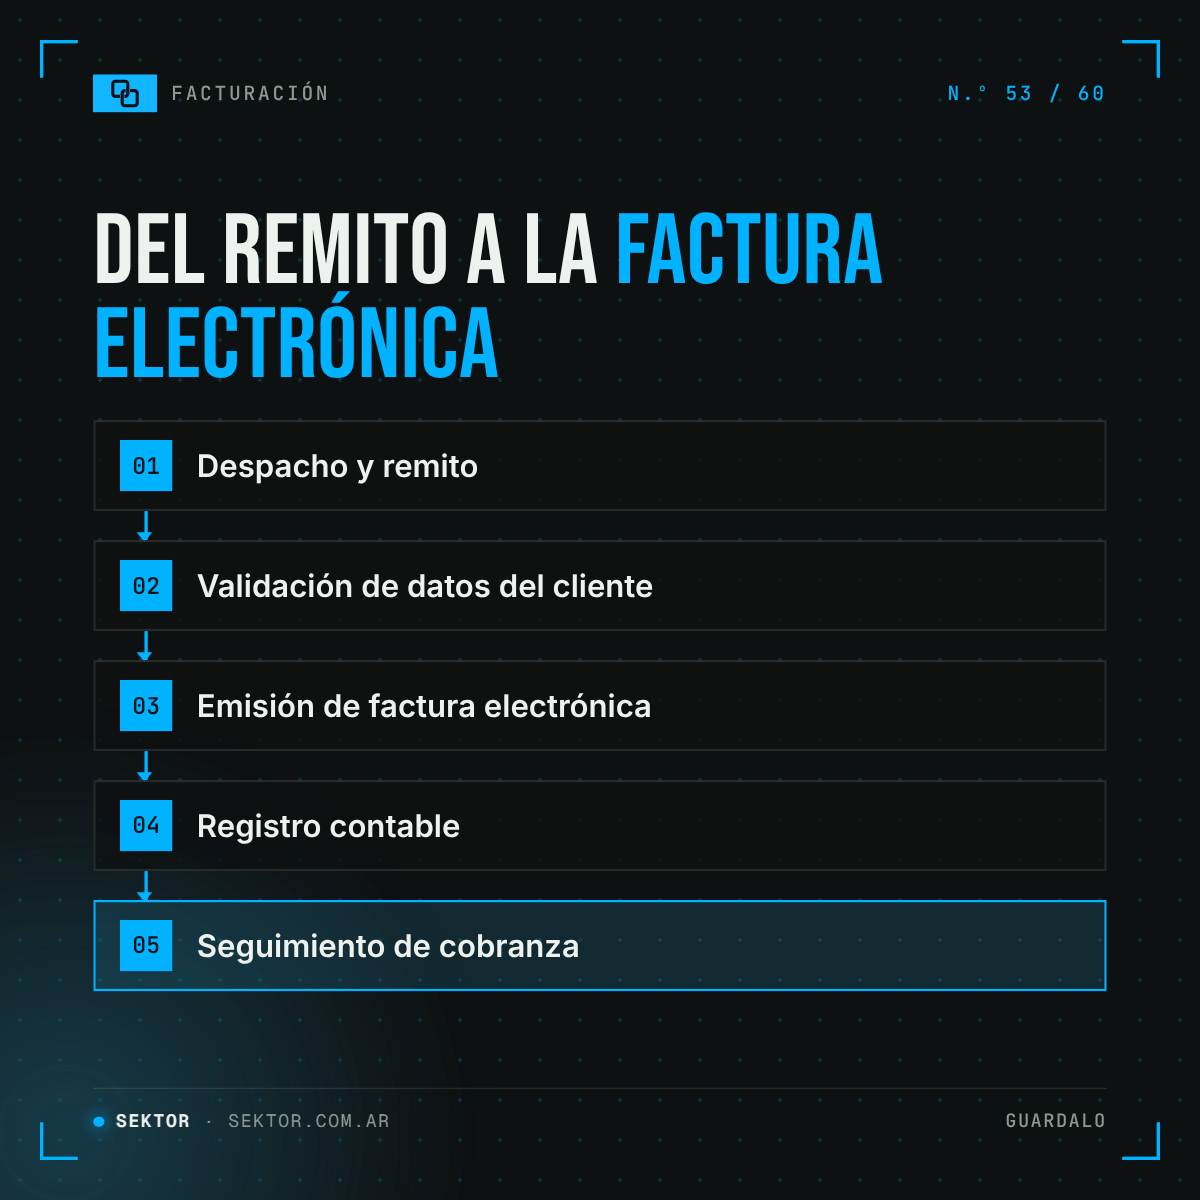 FACTURACIÓN
N.º 53 / 60
DEL REMITO A LA FACTURA
ELECTRÓNICA
01 Despacho y remito
02 Validación de datos del cliente
03 Emisión de factura electrónica
04 Registro contable
05 Seguimiento de cobranza
SEKTOR · SEKTOR.COM.AR
GUARDALO